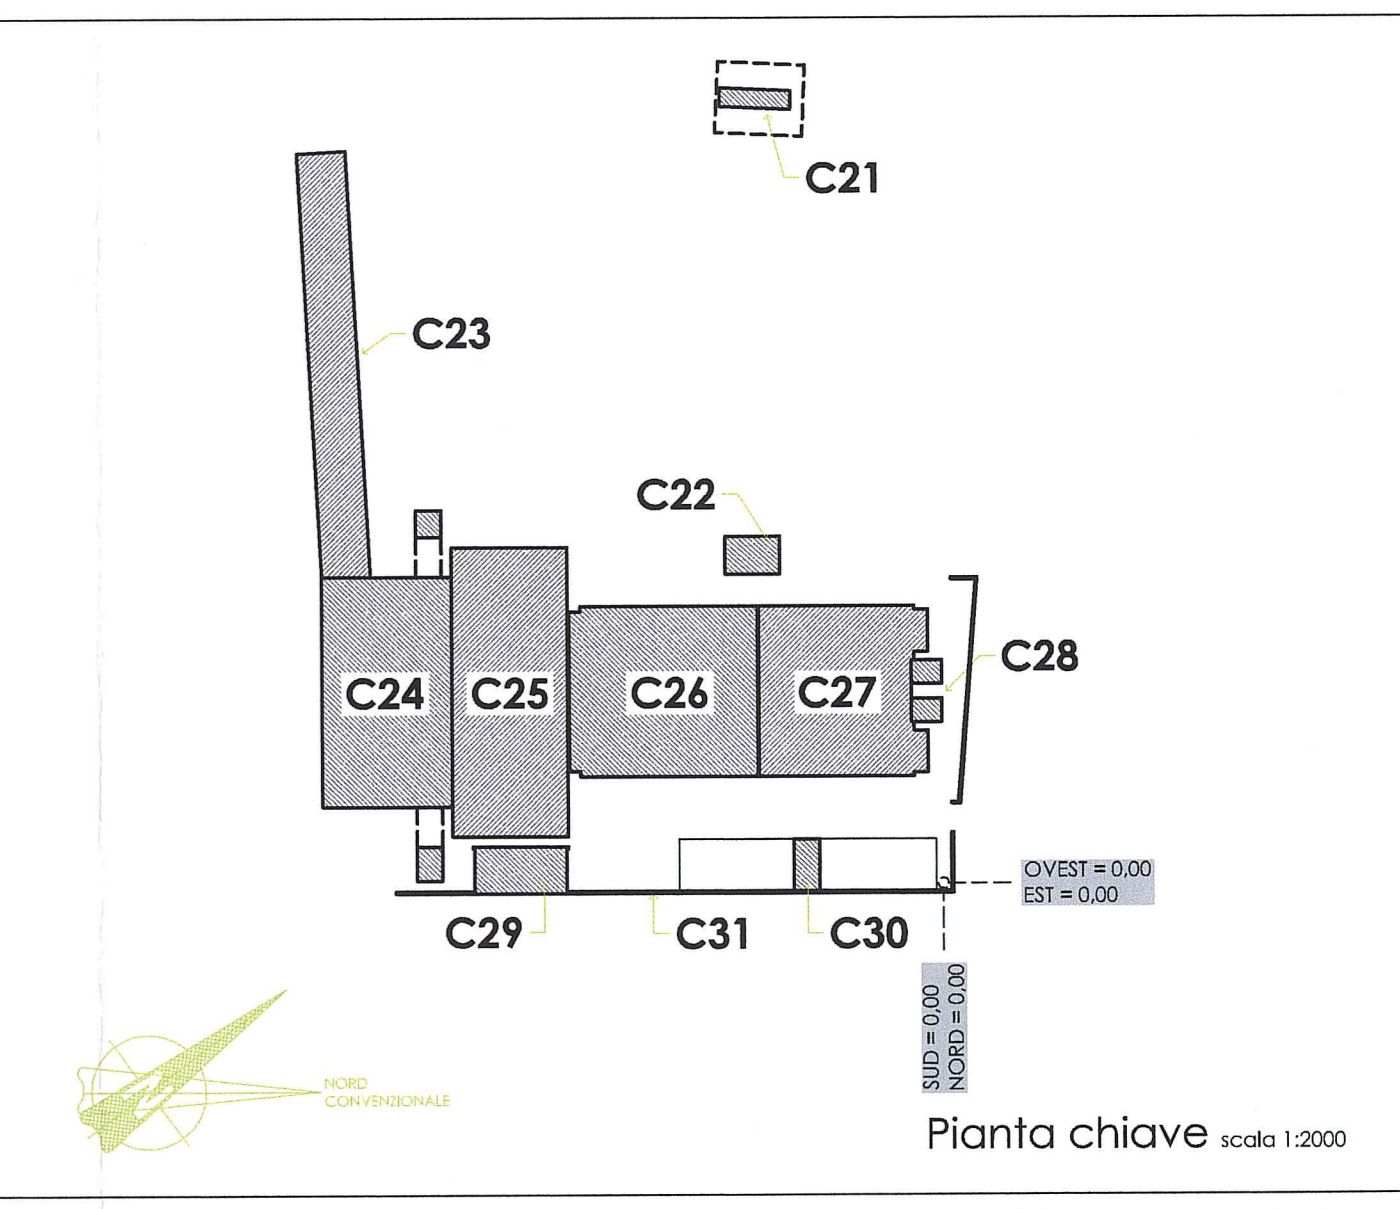 C21
C23
C22
C28
C24
C25
C26
C27
OVEST = 0,00
EST = 0,00
C29
C31
C30
SUD = 0,00
NORD = 0,00
NORD
CONVENZIONALE
Pianta chiave scala 1:2000